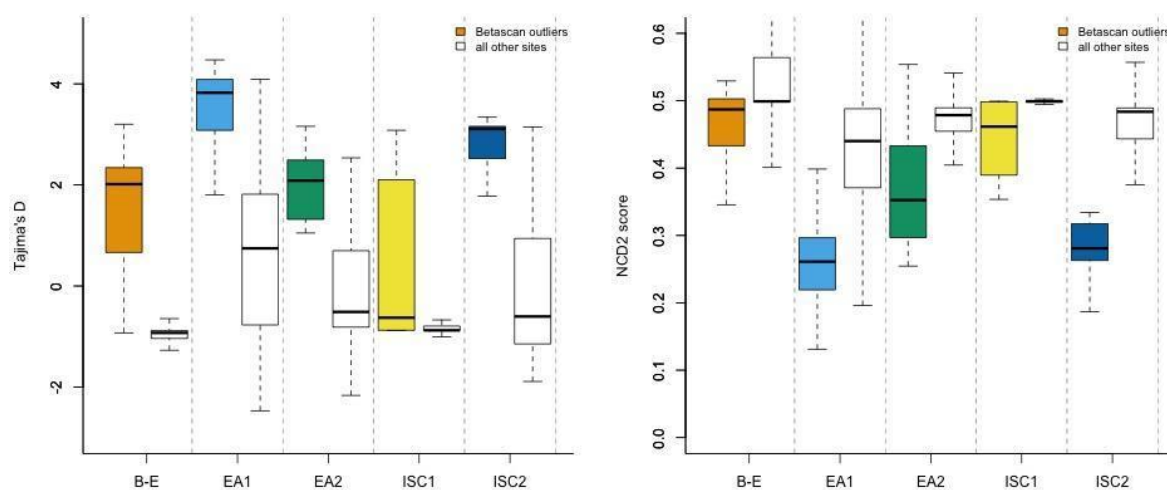 Betascan outliers
all other sites
Tajima's D
4
2
0
-2
B-E EA1 EA2 ISC1 ISC2
Betascan outliers
all other sites
NCD2 score
0.6
0.5
0.4
0.3
0.2
0.1
0.0
B-E EA1 EA2 ISC1 ISC2